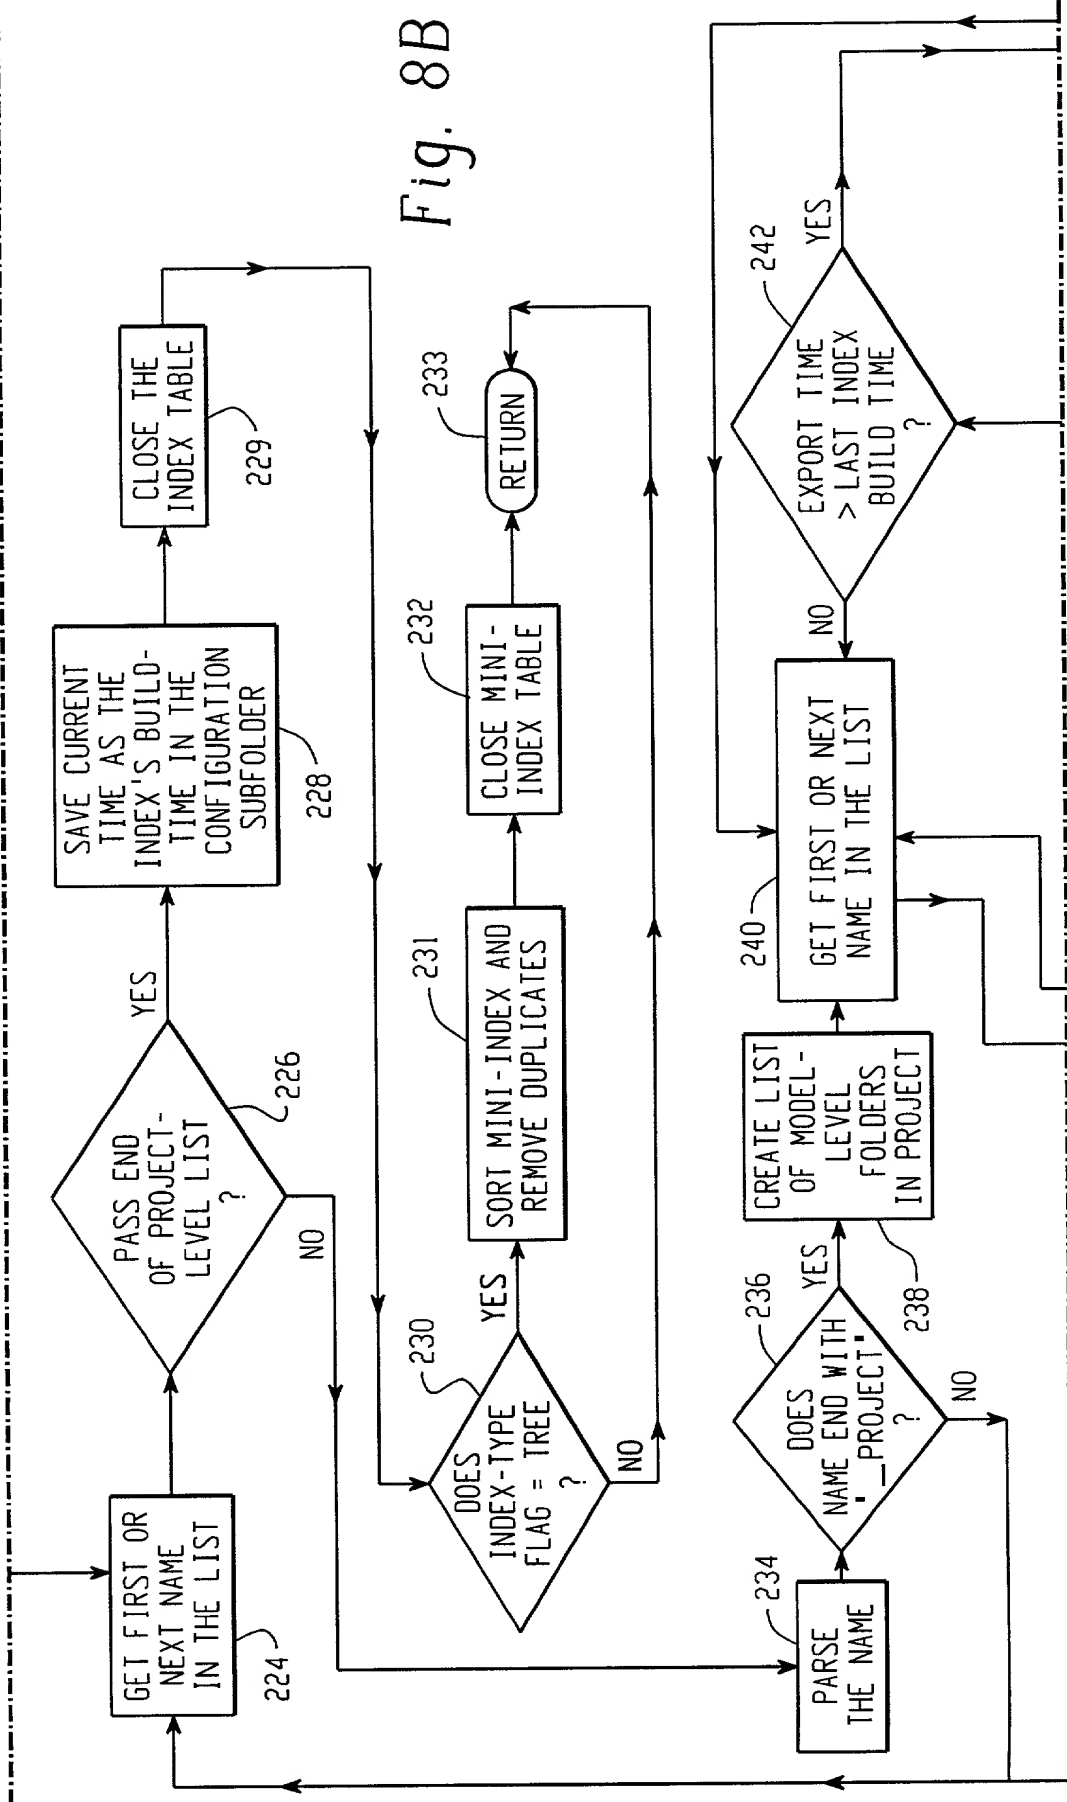 Fig. 8B
GET FIRST OR
NEXT NAME
IN THE LIST
224
PASS END
OF PROJECT-
LEVEL LIST
?
226
YES
NO
SAVE CURRENT
TIME AS THE
INDEX'S BUILD-
TIME IN THE
CONFIGURATION
SUBFOLDER
228
CLOSE THE
INDEX TABLE
229
DOES
INDEX-TYPE
FLAG = TREE
?
230
YES
NO
SORT MINI-INDEX AND
REMOVE DUPLICATES
231
CLOSE MINI-
INDEX TABLE
232
RETURN
233
PARSE
THE NAME
234
DOES
NAME END WITH
'_PROJECT'
?
236
YES
NO
CREATE LIST
OF MODEL-
LEVEL
FOLDERS
IN PROJECT
238
GET FIRST OR NEXT
NAME IN THE LIST
240
EXPORT TIME
> LAST INDEX
BUILD TIME
?
242
NO
YES